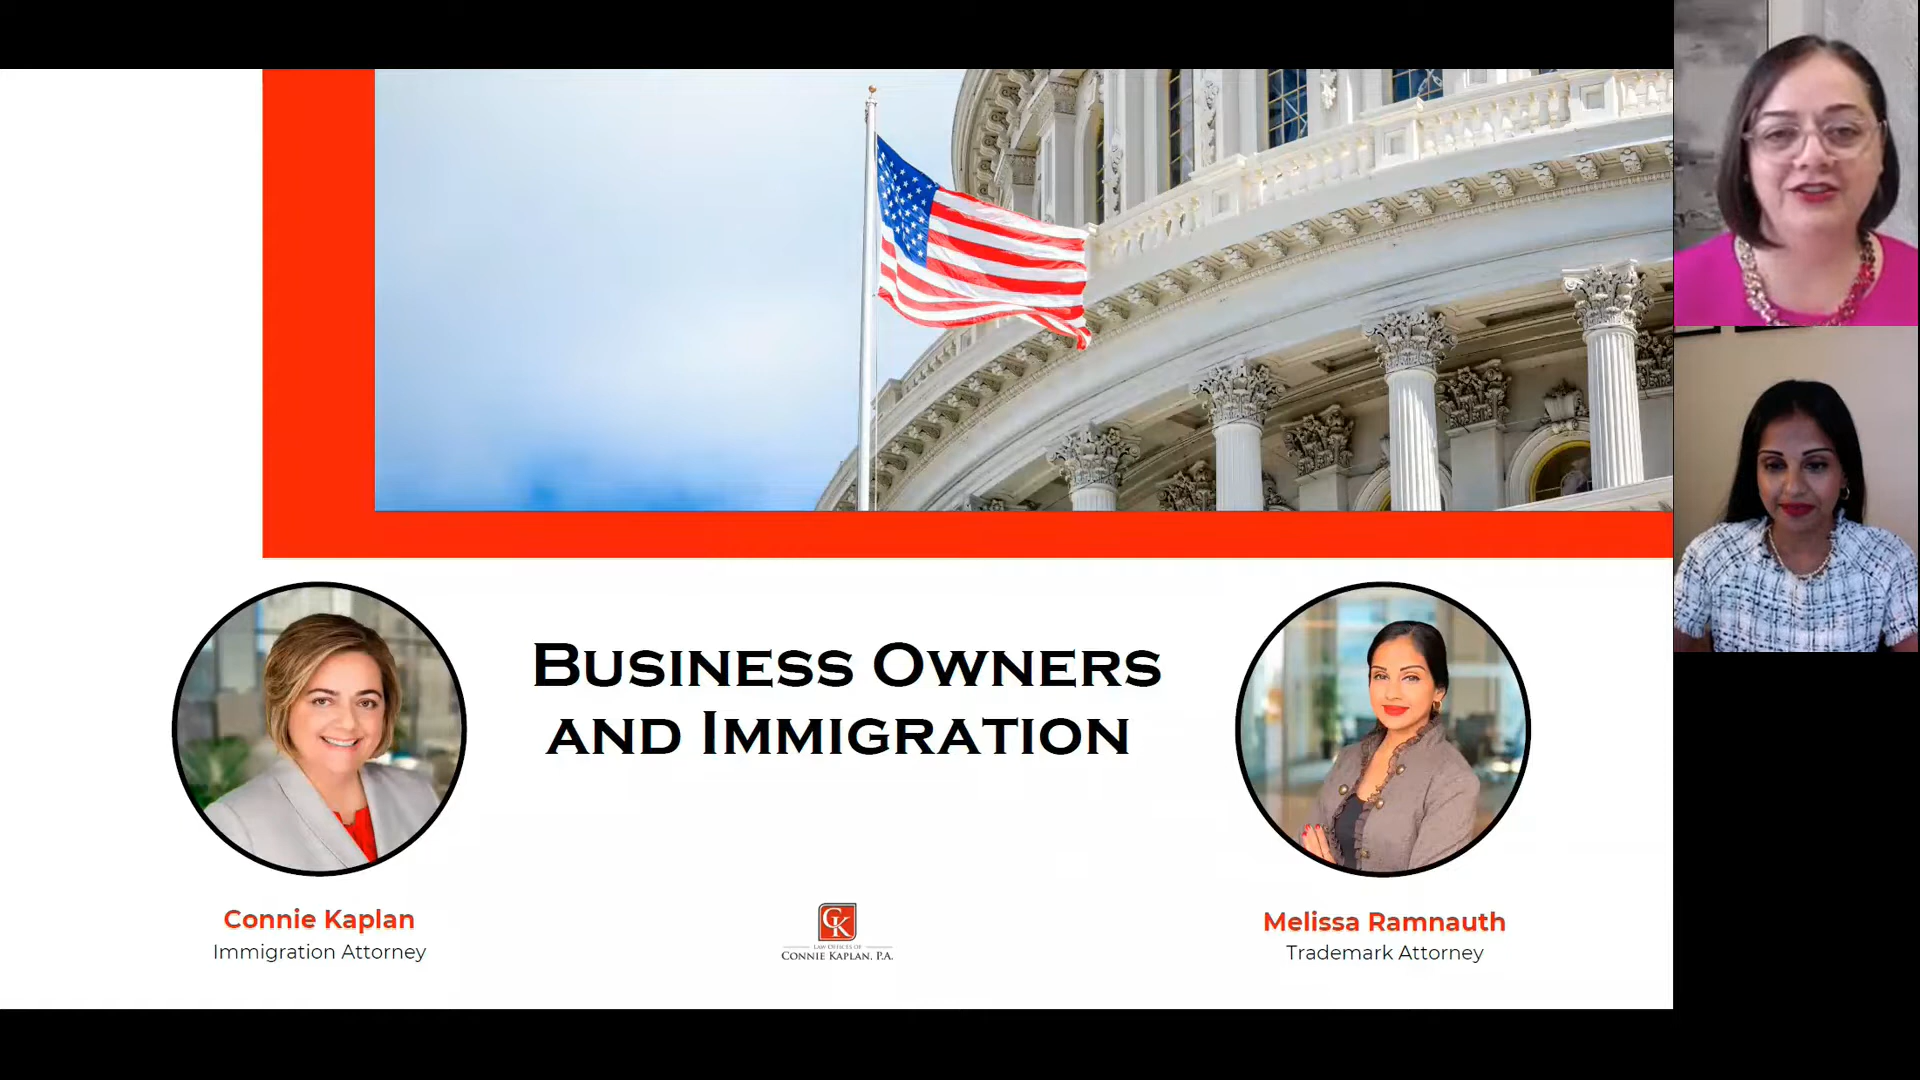 BUSINESS OWNERS
AND IMMIGRATION
Connie Kaplan
Immigration Attorney
CK
LAW OFFICES OF
CONNIE KAPLAN, P.A.
Melissa Ramnauth
Trademark Attorney